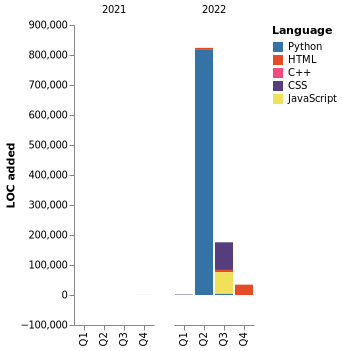 2021
2022
Language
Python
HTML
C++
CSS
JavaScript
LOC added
900,000
800,000
700,000
600,000
500,000
400,000
300,000
200,000
100,000
0
−100,000
Q1
Q2
Q3
Q4
Q1
Q2
Q3
Q4